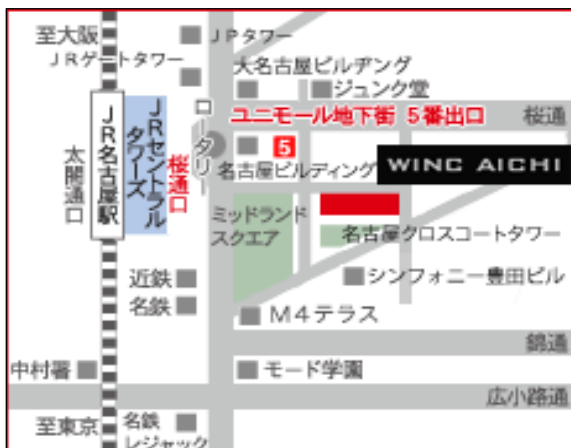 至大阪
JPタワー
JRゲートタワー
大名古屋ビルヂング
ジュンク堂
ロータリー
ユニモール地下街 5番出口
桜通
JR名古屋駅
JRセントラル
タワーズ
桜通口
太閤通口
5
名古屋ビルディング
WINC AICHI
ミッドランド
スクエア
名古屋クロスコートタワー
近鉄
シンフォニー豊田ビル
名鉄
M4テラス
錦通
中村署
モード学園
広小路通
至東京
名鉄
レジャック